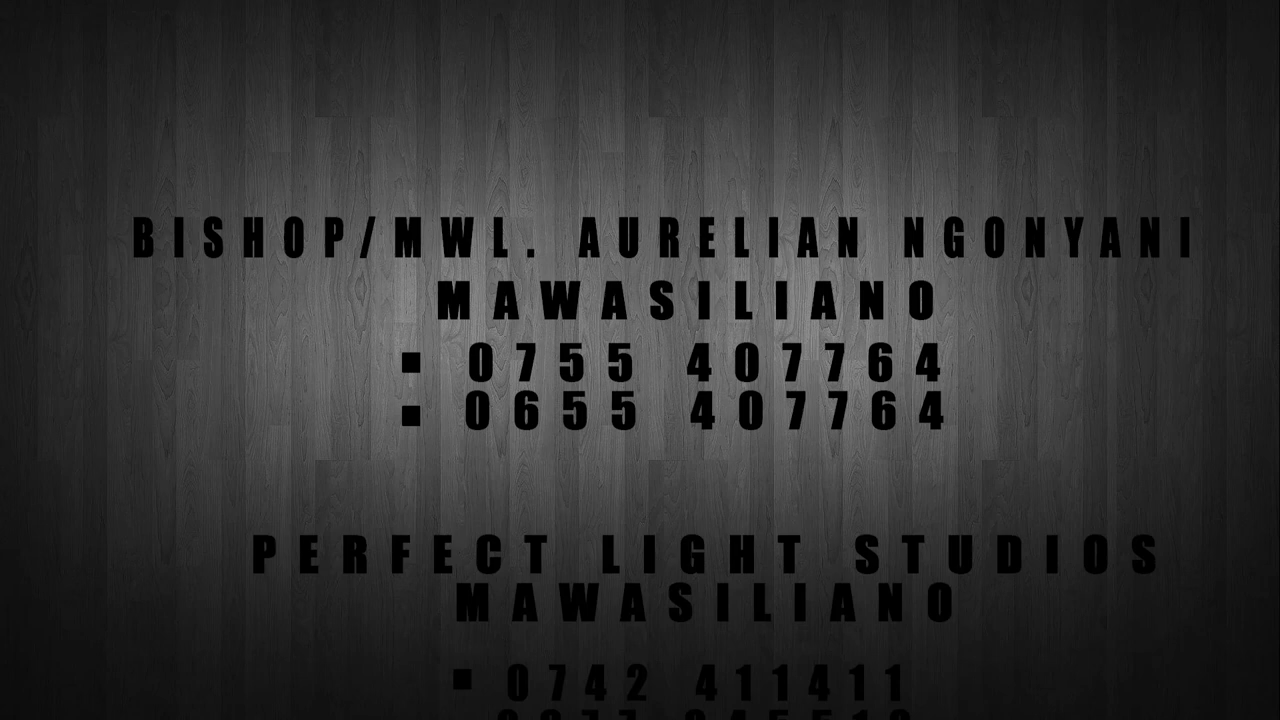 BISHOP/MWL. AURELIAN NGONYANI
MAWASILIANO
▪ 0755 407764
▪ 0655 407764
PERFECT LIGHT STUDIOS
MAWASILIANO
▪ 0742 411411